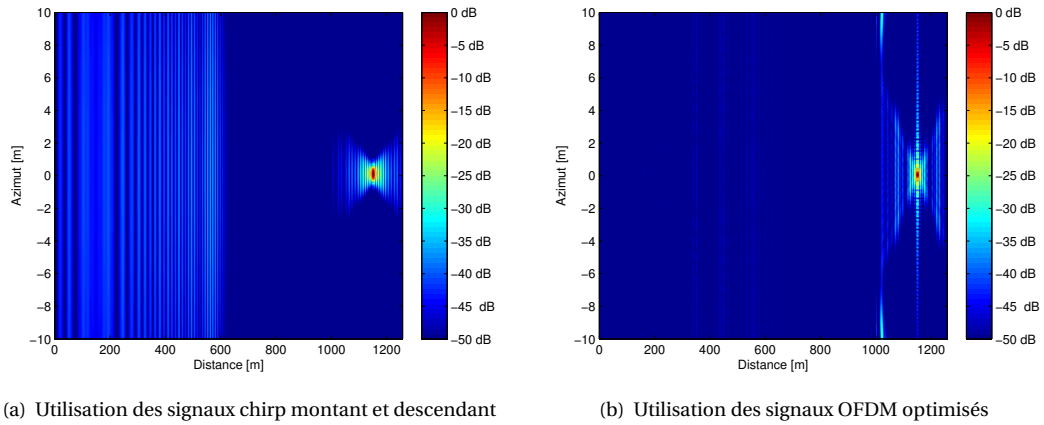 10
8
6
4
2
0
−2
−4
−6
−8
−10
Azimut [m]
0 200 400 600 800 1000 1200
Distance [m]
0 dB
−5 dB
−10 dB
−15 dB
−20 dB
−25 dB
−30 dB
−35 dB
−40 dB
−45 dB
−50 dB
(a) Utilisation des signaux chirp montant et descendant
10
8
6
4
2
0
−2
−4
−6
−8
−10
Azimut [m]
0 200 400 600 800 1000 1200
Distance [m]
0 dB
−5 dB
−10 dB
−15 dB
−20 dB
−25 dB
−30 dB
−35 dB
−40 dB
−45 dB
−50 dB
(b) Utilisation des signaux OFDM optimisés